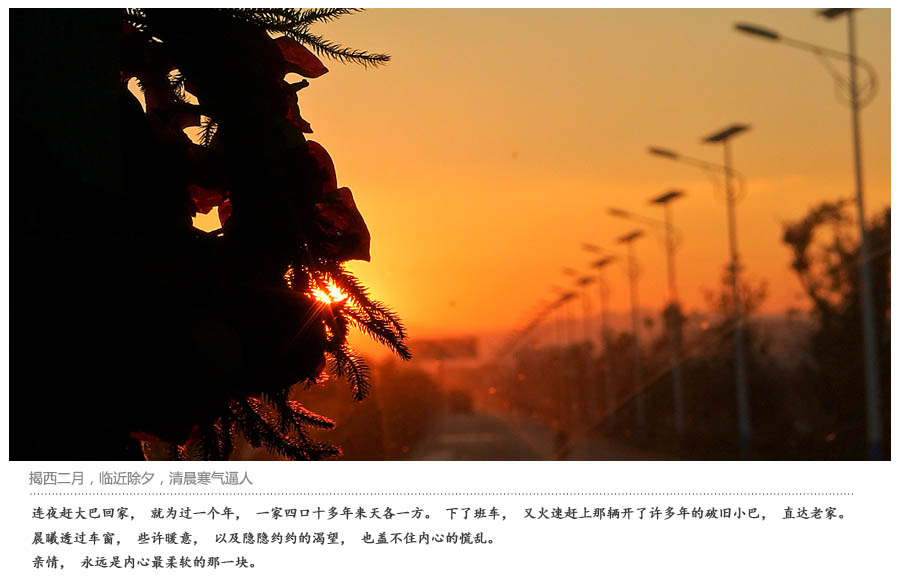 揭西二月，临近除夕，清晨寒气逼人
连夜赶大巴回家， 就为过一个年， 一家四口十多年来天各一方。 下了班车， 又火速赶上那辆开了许多年的破旧小巴， 直达老家。
晨曦透过车窗， 些许暖意， 以及隐隐约约的渴望， 也盖不住内心的慌乱。
亲情， 永远是内心最柔软的那一块。